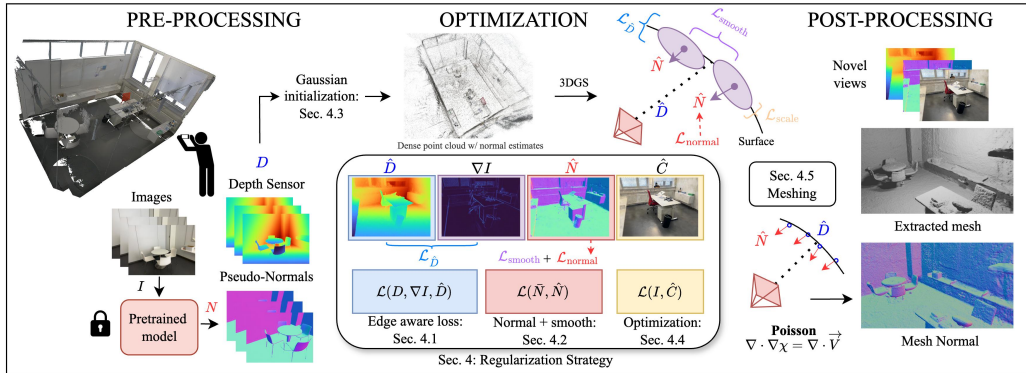 PRE-PROCESSING
OPTIMIZATION
POST-PROCESSING
Gaussian
initialization:
Sec. 4.3
D
Depth Sensor
Images
Pseudo-Normals
I
N
Pretrained
model
Dense point cloud w/ normal estimates
3DGS
ℒ_D̂
ℒ_smooth
N̂
N̂
D̂
ℒ_scale
ℒ_normal
Surface
D̂ ∇I N̂ Ĉ
ℒ_D̂
ℒ_smooth + ℒ_normal
ℒ(D, ∇I, D̂)
ℒ(N̄, N̂)
ℒ(I, Ĉ)
Edge aware loss:
Sec. 4.1
Normal + smooth:
Sec. 4.2
Optimization:
Sec. 4.4
Sec. 4: Regularization Strategy
Novel
views
Sec. 4.5
Meshing
Extracted mesh
N̂
D̂
Poisson
∇ · ∇χ = ∇ · V⃗
Mesh Normal